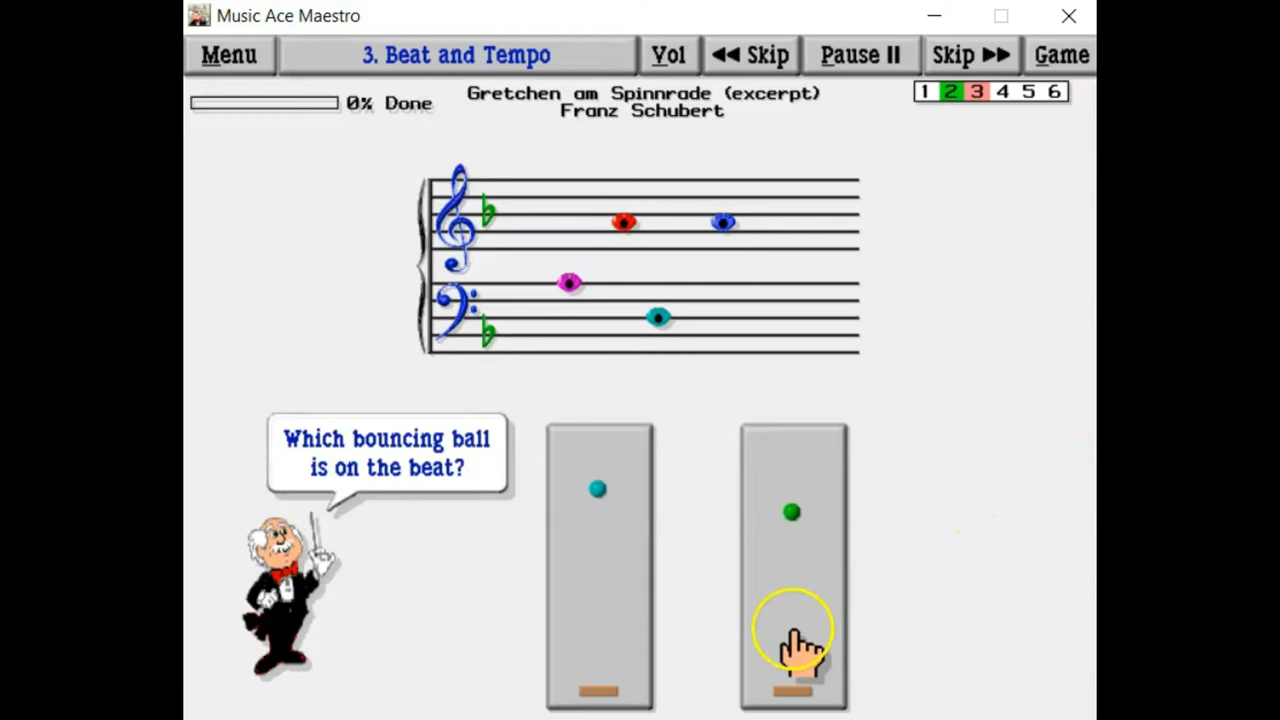 Music Ace Maestro
Menu
3. Beat and Tempo
Vol
Skip
Pause
Skip
Game
0% Done
Gretchen am Spinnrade (excerpt)
Franz Schubert
1 2 3 4 5 6
Which bouncing ball
is on the beat?